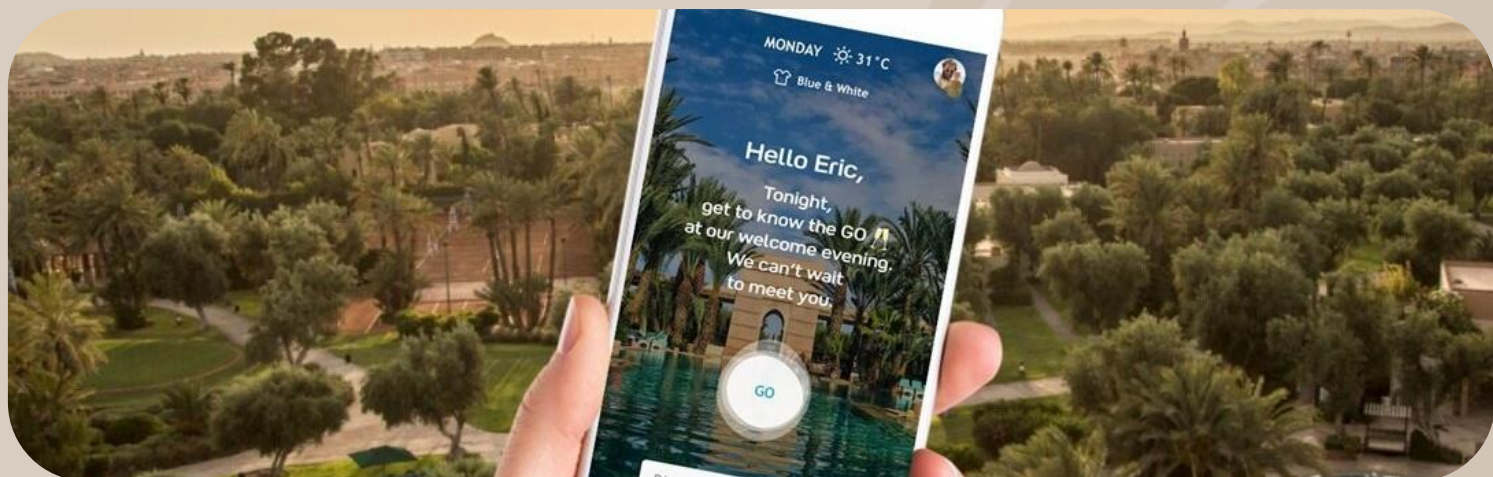 MONDAY 31°C
Blue & White
Hello Eric,
Tonight,
get to know the GO 🥂
at our welcome evening.
We can't wait
to meet you.
GO